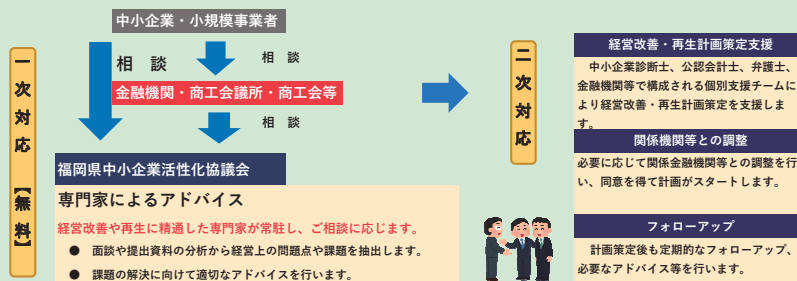 一次対応【無料】
中小企業・小規模事業者
相　談
相　談
金融機関・商工会議所・商工会等
相　談
福岡県中小企業活性化協議会
専門家によるアドバイス
経営改善や再生に精通した専門家が常駐し、ご相談に応じます。
● 面談や提出資料の分析から経営上の問題点や課題を抽出します。
● 課題の解決に向けて適切なアドバイスを行います。
二次対応
経営改善・再生計画策定支援
中小企業診断士、公認会計士、弁護士、
金融機関等で構成される個別支援チームに
より経営改善・再生計画策定を支援しま
す。
関係機関等との調整
必要に応じて関係金融機関等との調整を行
い、同意を得て計画がスタートします。
フォローアップ
計画策定後も定期的なフォローアップ、
必要なアドバイス等を行います。